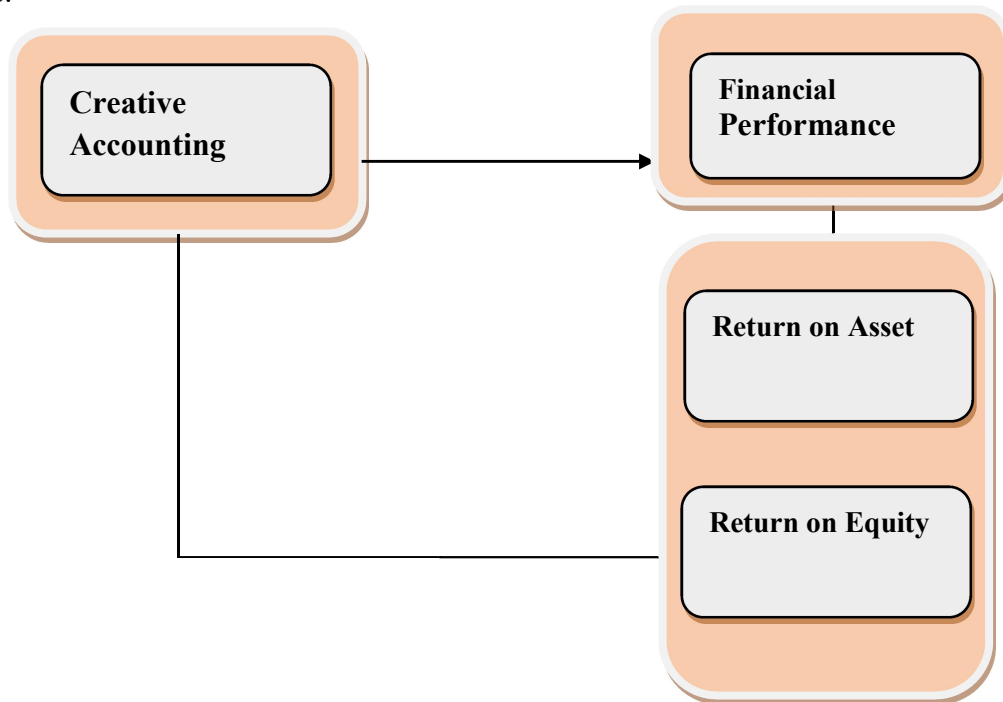 Creative
Accounting
Financial
Performance
Return on Asset
Return on Equity